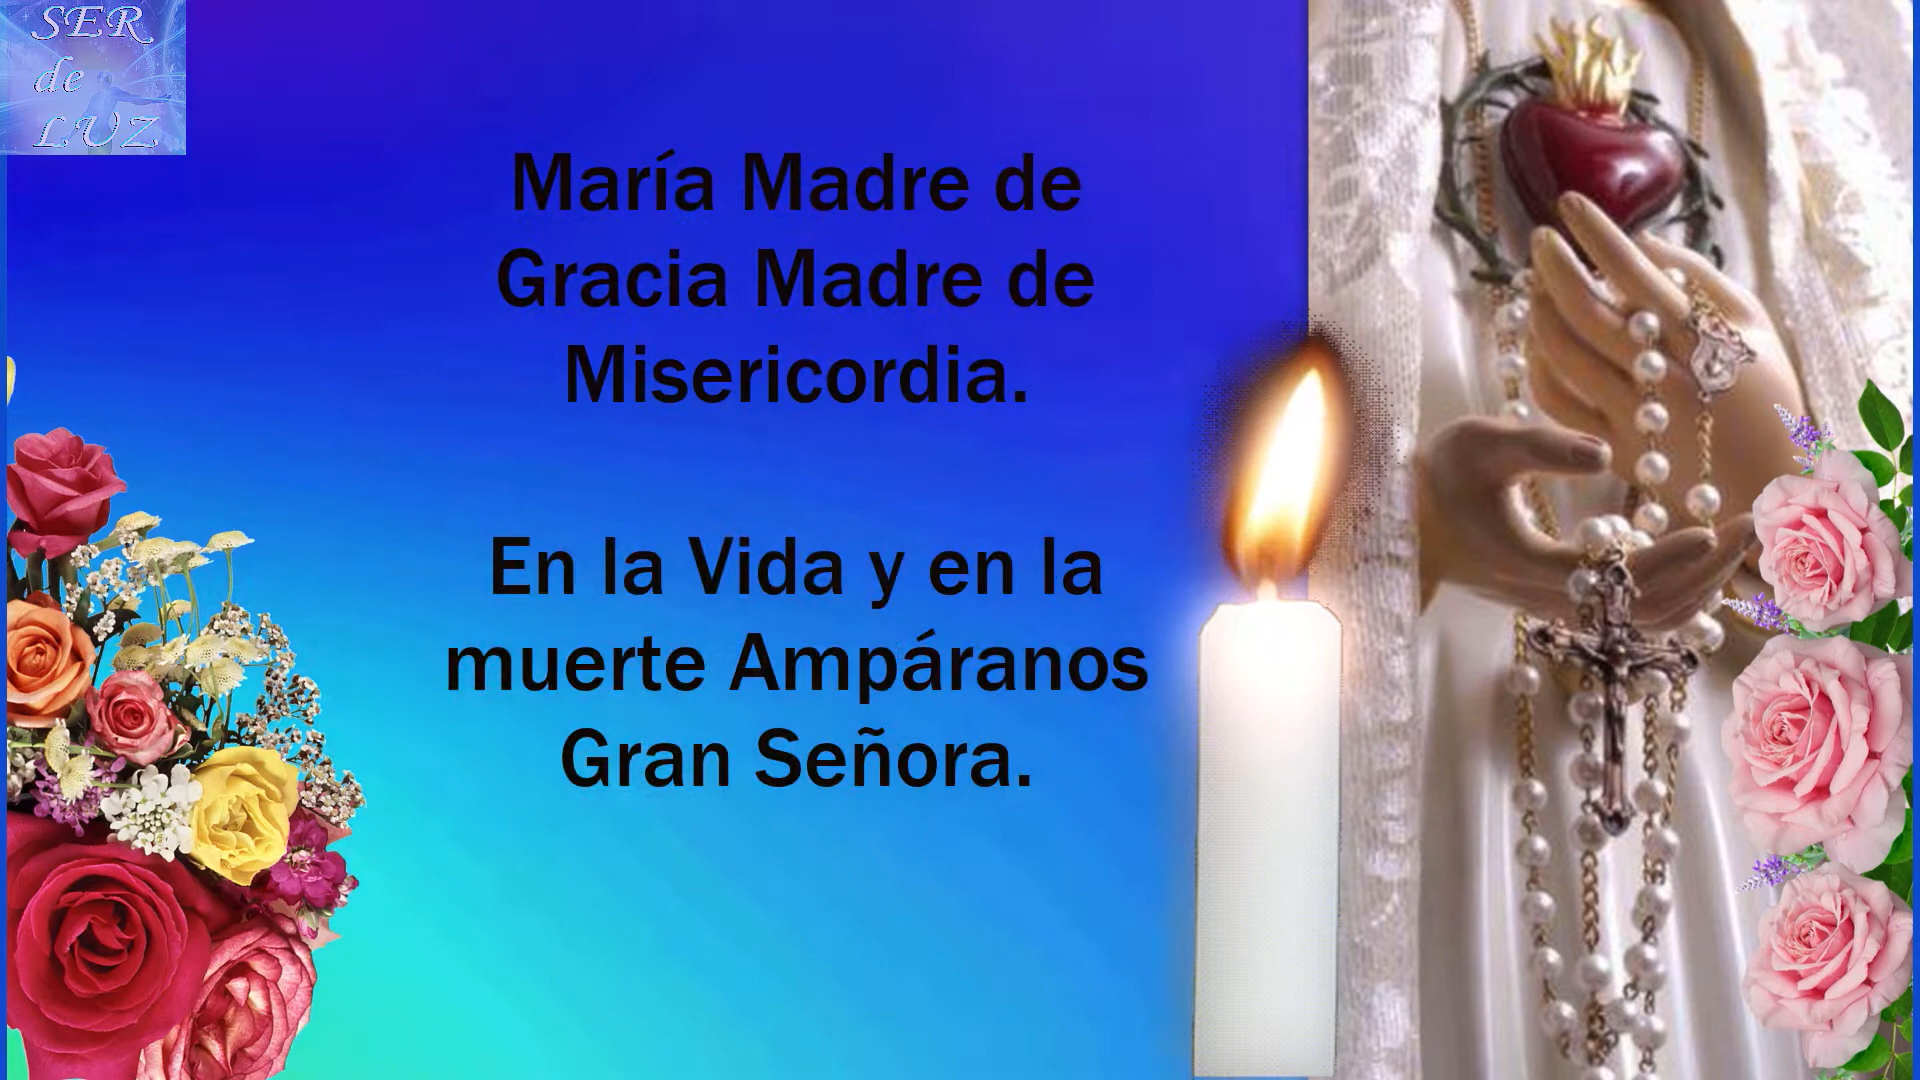 SER
de
LUZ
María Madre de
Gracia Madre de
Misericordia.
En la Vida y en la
muerte Ampáranos
Gran Señora.